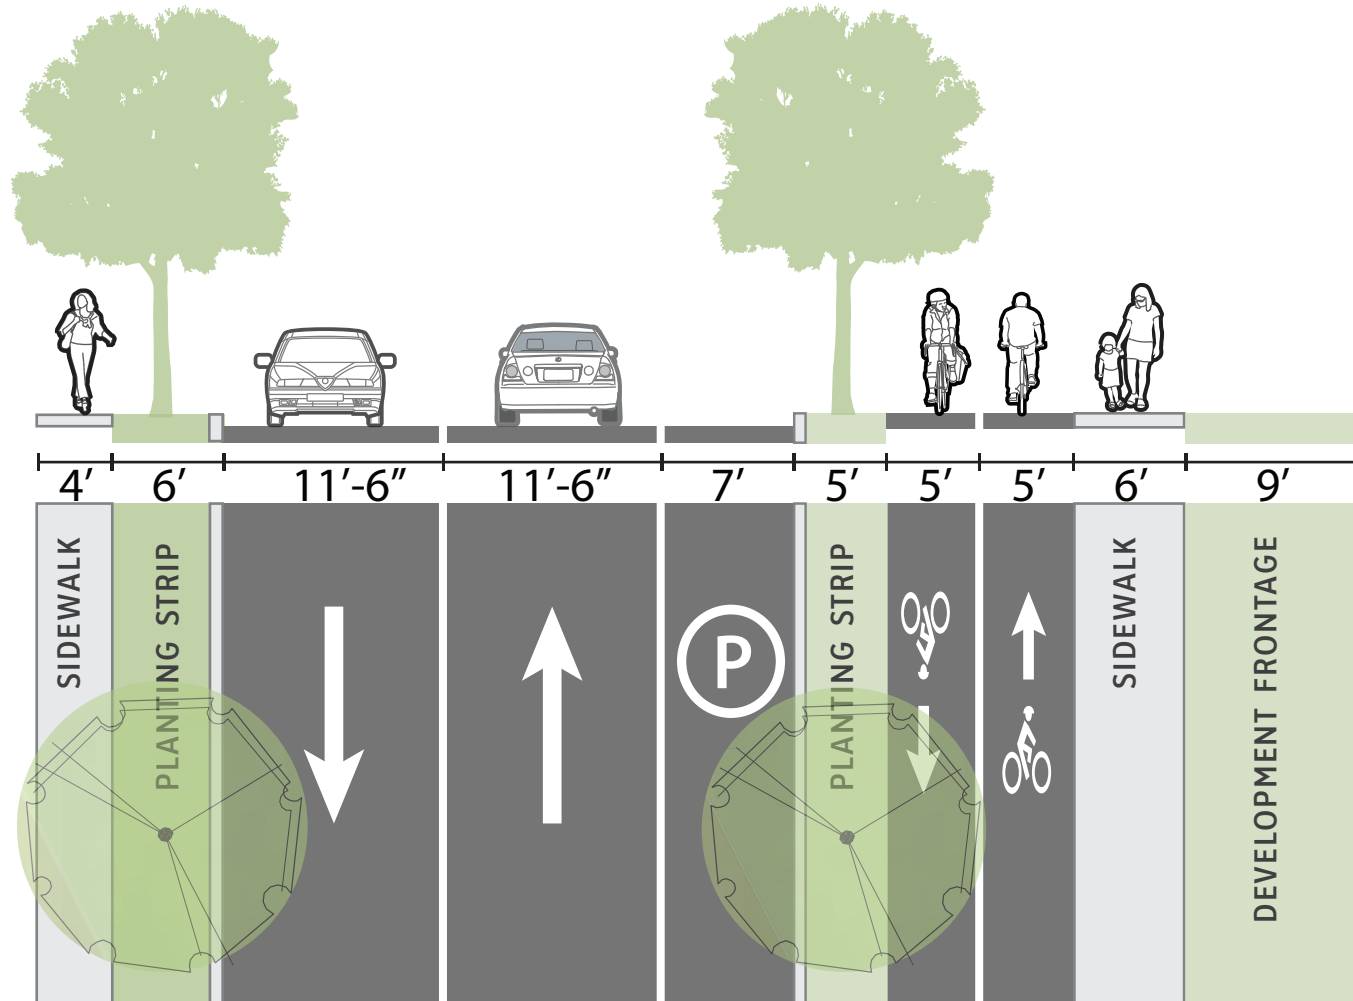 4′ 6′ 11′-6″ 11′-6″ 7′ 5′ 5′ 5′ 6′ 9′
SIDEWALK
PLANTING STRIP
P
PLANTING STRIP
SIDEWALK
DEVELOPMENT FRONTAGE